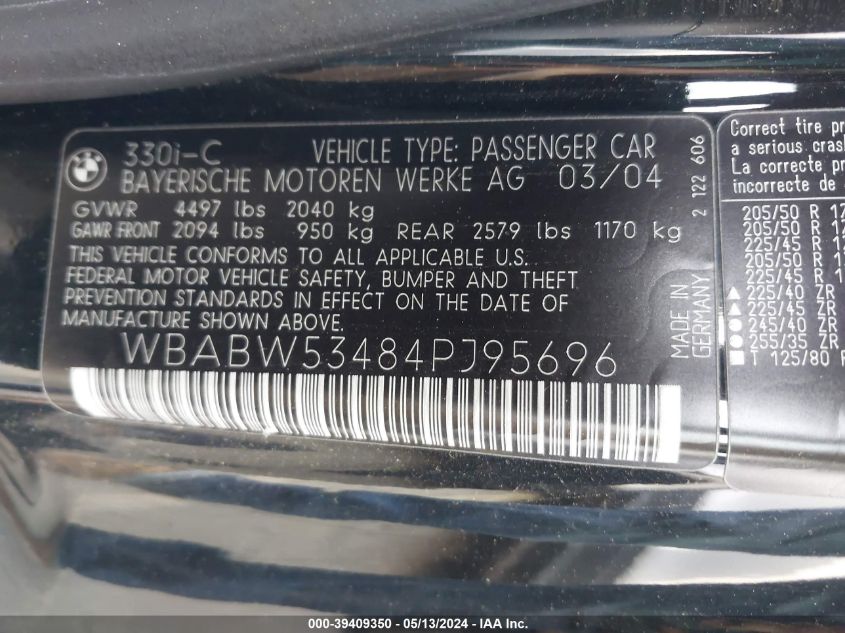 330i-C VEHICLE TYPE: PASSENGER CAR
BAYERISCHE MOTOREN WERKE AG 03/04
GVWR 4497 lbs 2040 kg
GAWR FRONT 2094 lbs 950 kg REAR 2579 lbs 1170 kg
THIS VEHICLE CONFORMS TO ALL APPLICABLE U.S.
FEDERAL MOTOR VEHICLE SAFETY, BUMPER AND THEFT
PREVENTION STANDARDS IN EFFECT ON THE DATE OF
MANUFACTURE SHOWN ABOVE.
WBABW53484PJ95696
2 122 606
MADE IN
GERMANY
Correct tire
a serious
La correcte
incorrecte de
205/50 R
205/50 R
225/45 R
205/50 R
225/45 R
225/40 ZR
225/45 ZR
245/40 ZR
255/35 ZR
T 125/80
000-39409350 / 05/13/2024 - IAA Inc.